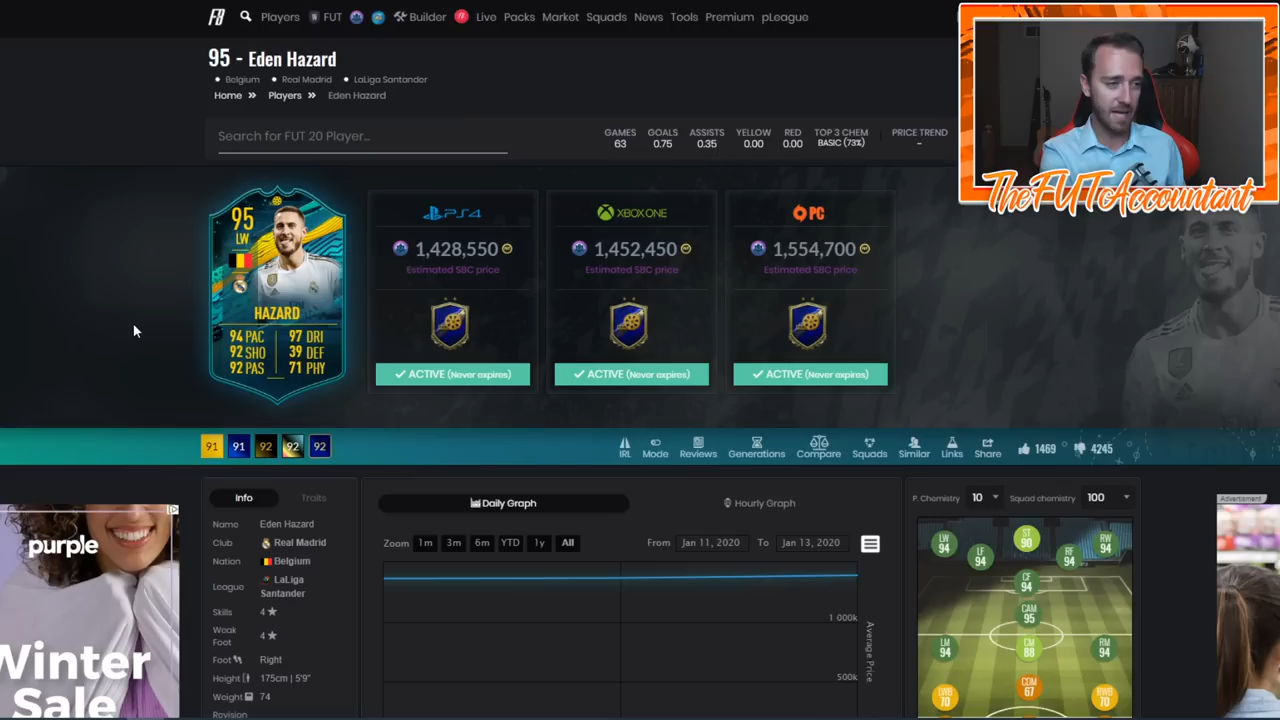 F8 Players FUT Builder Live Packs Market Squads News Tools Premium pLeague
95 - Eden Hazard
Belgium Real Madrid LaLiga Santander
Home » Players » Eden Hazard
Search for FUT 20 Player...
GAMES GOALS ASSISTS YELLOW RED TOP 3 CHEM PRICE TREND
63 0.75 0.35 0.00 0.00 BASIC (73%) -
TheFUTAccountant
95
LW
HAZARD
94 PAC 97 DRI
92 SHO 39 DEF
92 PAS 71 PHY
PS4 XBOX ONE PC
1,428,550 1,452,450 1,554,700
Estimated SBC price Estimated SBC price Estimated SBC price
ACTIVE (Never expires) ACTIVE (Never expires) ACTIVE (Never expires)
91 91 92 92 92
IRL Mode Reviews Generations Compare Squads Similar Links Share 1469 4245
Info Traits
Name Eden Hazard
Club Real Madrid
Nation Belgium
League LaLiga
Santander
Skills 4
Weak
Foot 4
Foot Right
Height 175cm | 5'9"
Weight 74
Revision
Daily Graph Hourly Graph
Zoom 1m 3m 6m YTD 1y All From Jan 11, 2020 To Jan 13, 2020
1 000k
500k
Average Price
P. Chemistry 10 Squad chemistry 100
LW 94
LF 94
ST 90
RF 94
RW 94
CF 94
CAM 95
LM 94
CM 88
RM 94
CDM 67
LWB 70
RWB 70
purple
Winter
Sale
Advertisement